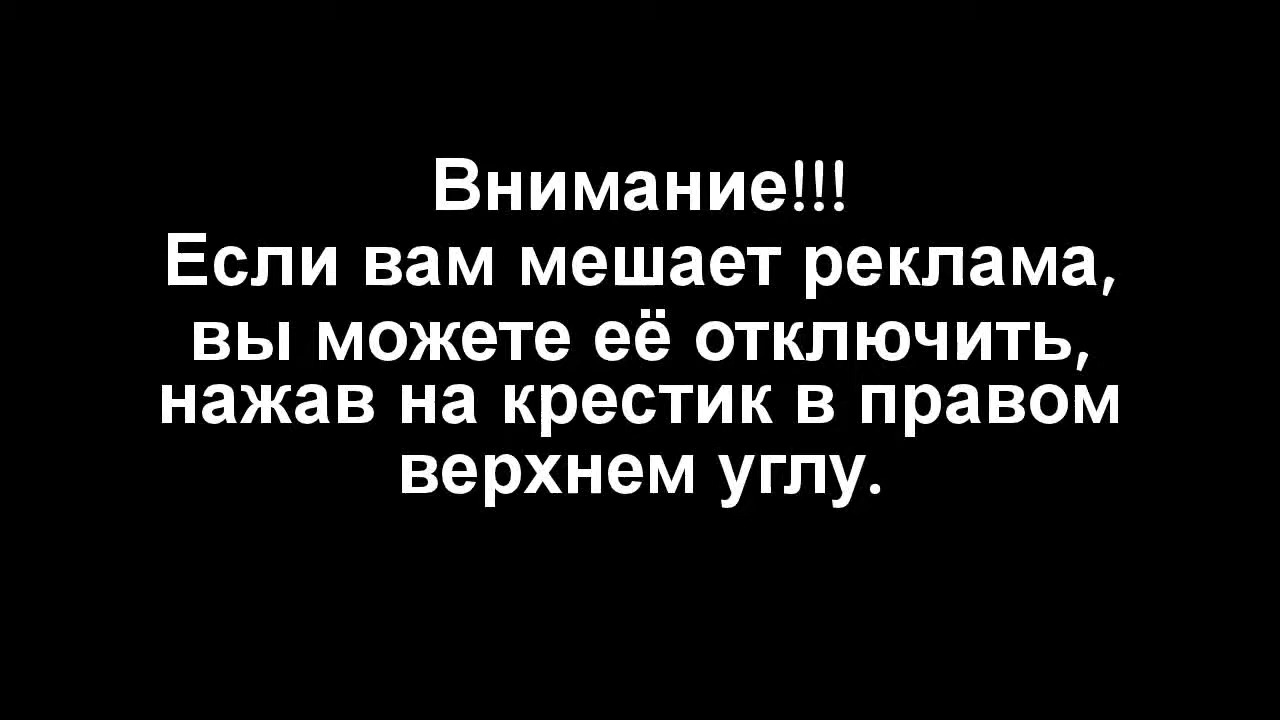 Внимание!!!
Если вам мешает реклама,
вы можете её отключить,
нажав на крестик в правом
верхнем углу.